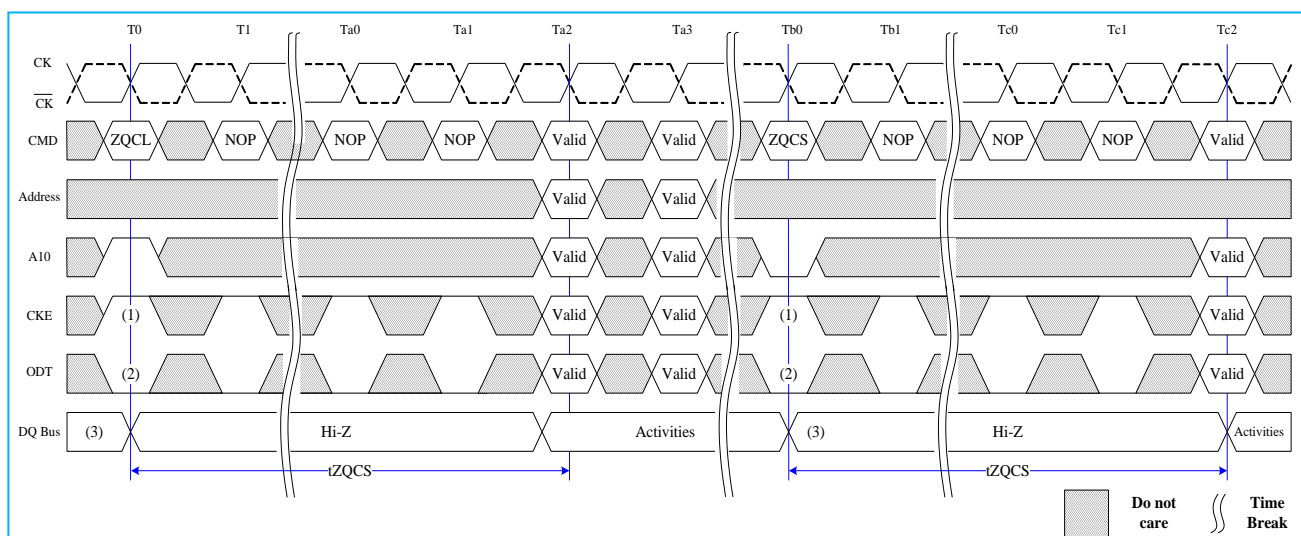 T0 T1 Ta0 Ta1 Ta2 Ta3 Tb0 Tb1 Tc0 Tc1 Tc2
CK
CK
CMD ZQCL NOP NOP NOP Valid Valid ZQCS NOP NOP NOP Valid
Address Valid Valid
A10 Valid Valid Valid
CKE (1) Valid Valid (1) Valid
ODT (2) Valid Valid (2) Valid
DQ Bus (3) Hi-Z Activities (3) Hi-Z Activities
tZQCS tZQCS
Do not Time
care Break